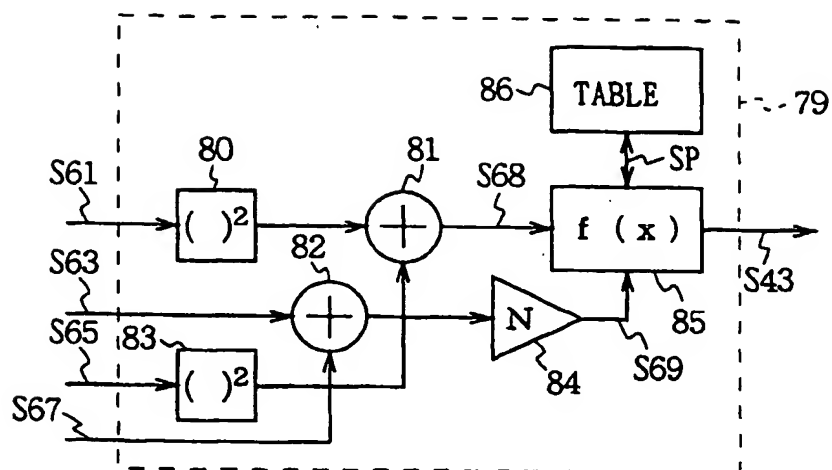 86
TABLE
79
80
81
SP
S61
( )²
S68
f (x)
S63
82
S43
S65
83
N
85
( )²
84
S69
S67